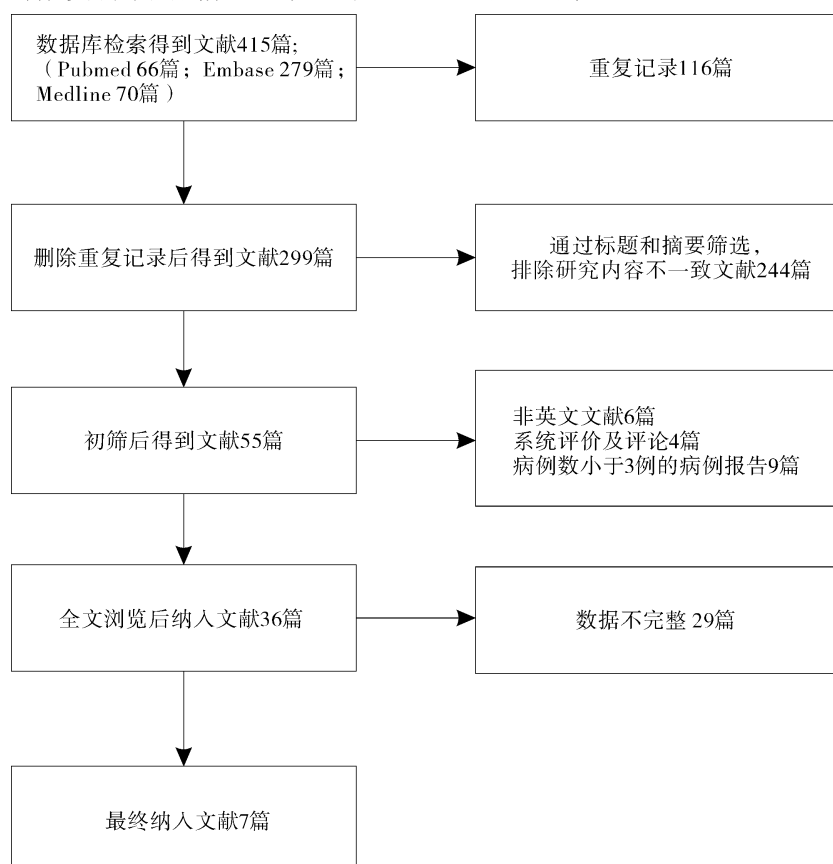 数据库检索得到文献415篇;
（Pubmed 66篇；Embase 279篇；
Medline 70篇）
重复记录116篇
删除重复记录后得到文献299篇
通过标题和摘要筛选，
排除研究内容不一致文献244篇
初筛后得到文献55篇
非英文文献6篇
系统评价及评论4篇
病例数小于3例的病例报告9篇
全文浏览后纳入文献36篇
数据不完整 29篇
最终纳入文献7篇